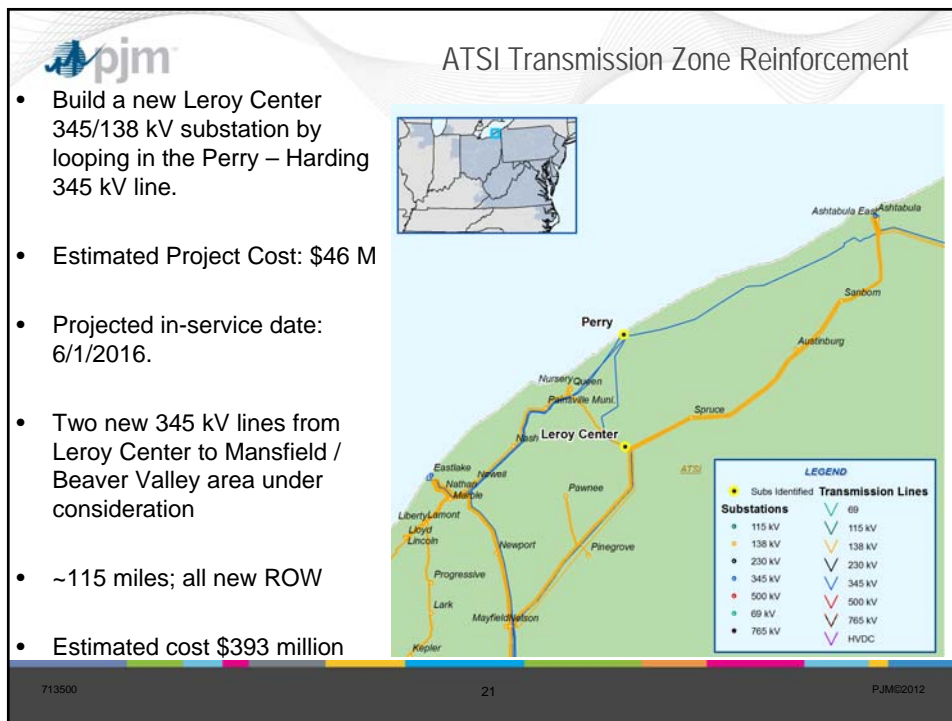 pjm
ATSI Transmission Zone Reinforcement
• Build a new Leroy Center
345/138 kV substation by
looping in the Perry – Harding
345 kV line.
• Estimated Project Cost: $46 M
• Projected in-service date:
6/1/2016.
• Two new 345 kV lines from
Leroy Center to Mansfield /
Beaver Valley area under
consideration
• ~115 miles; all new ROW
• Estimated cost $393 million
Ashtabula East
Ashtabula
Sanborn
Perry
Austinburg
Nursery
Queen
Painsville Muni.
Spruce
Nash
Leroy Center
Eastlake
Newell
Nathan
Marble
Pawnee
ATSI
Liberty
Lamont
Lloyd
Lincoln
Newport
Pinegrove
Progressive
Lark
Mayfield
Nelson
Kepler
LEGEND
Subs Identified
Substations
115 kV
138 kV
230 kV
345 kV
500 kV
69 kV
765 kV
Transmission Lines
69
115 kV
138 kV
230 kV
345 kV
500 kV
765 kV
HVDC
713500
21
PJM©2012